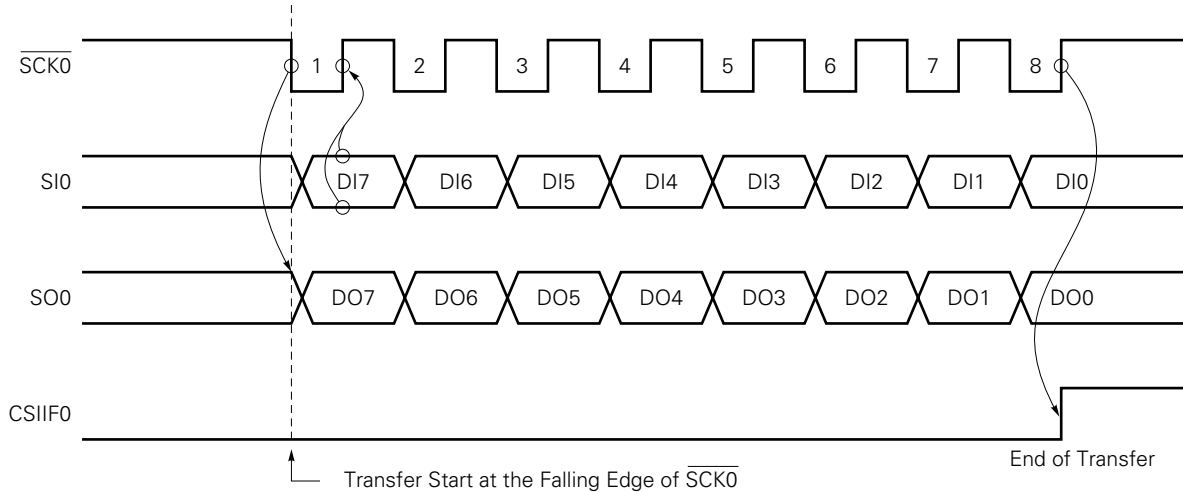 SCK0 1 2 3 4 5 6 7 8
SI0 DI7 DI6 DI5 DI4 DI3 DI2 DI1 DI0
SO0 DO7 DO6 DO5 DO4 DO3 DO2 DO1 DO0
CSIIF0
End of Transfer
Transfer Start at the Falling Edge of SCK0